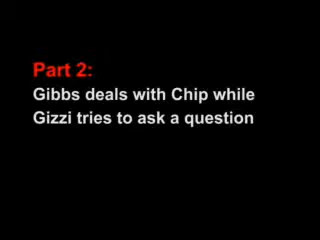 Part 2:
Gibbs deals with Chip while
Gizzi tries to ask a question